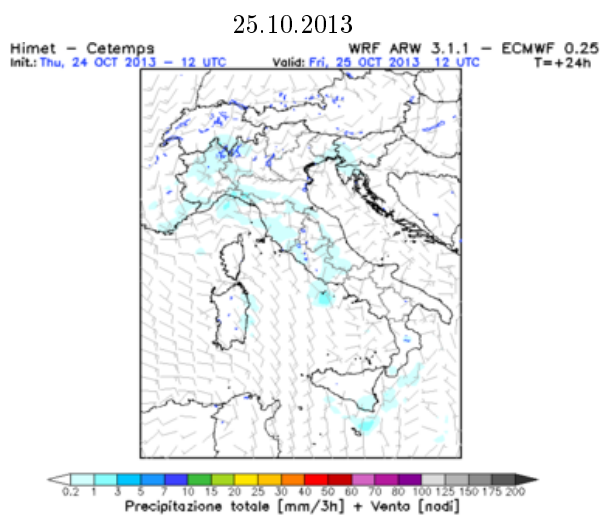 25.10.2013
Himet – Cetemps WRF ARW 3.1.1 – ECMWF 0.25
Init.: Thu, 24 OCT 2013 – 12 UTC Valid: Fri, 25 OCT 2013 12 UTC T=+24h
0.2 1 3 5 7 10 15 20 25 30 40 50 60 70 80 100 125 150 175 200
Precipitazione totale [mm/3h] + Vento [nodi]